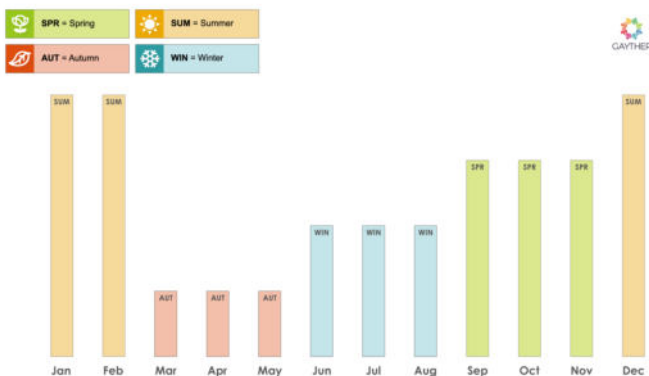 SPR = Spring
SUM = Summer
AUT = Autumn
WIN = Winter
GAYTHER
SUM SUM SUM
SPR SPR SPR
WIN WIN WIN
AUT AUT AUT
Jan Feb Mar Apr May Jun Jul Aug Sep Oct Nov Dec